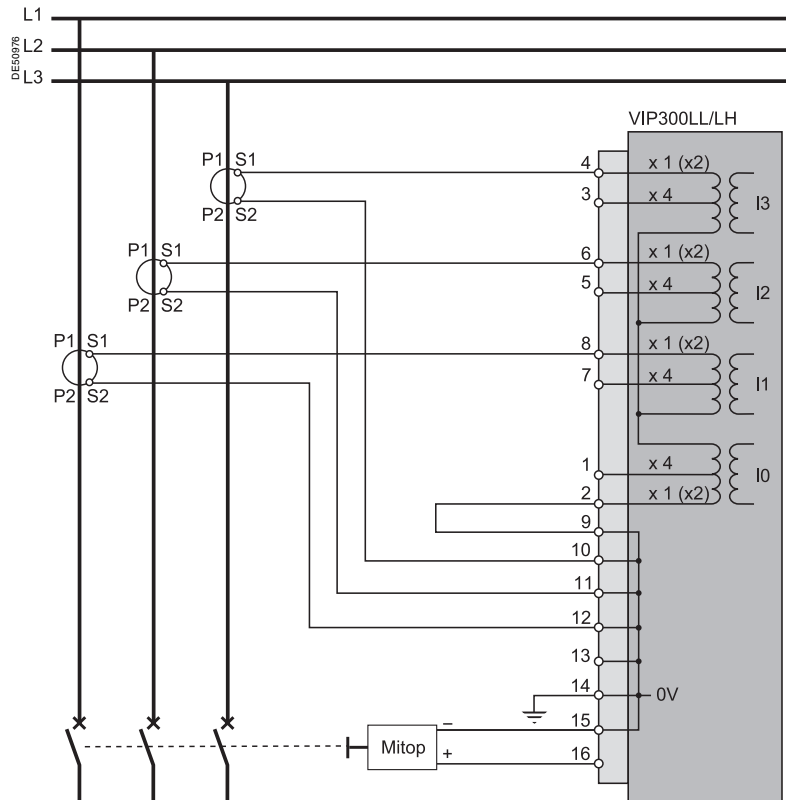 L1
DE50976
L2
L3
VIP300LL/LH
P1 S1
4
x 1 (x2)
3
x 4
I3
P2 S2
P1 S1
6
x 1 (x2)
5
x 4
I2
P2 S2
P1 S1
8
x 1 (x2)
7
x 4
I1
P2 S2
1
x 4
I0
2
x 1 (x2)
9
10
11
12
13
14
0V
15
–
Mitop
+
16